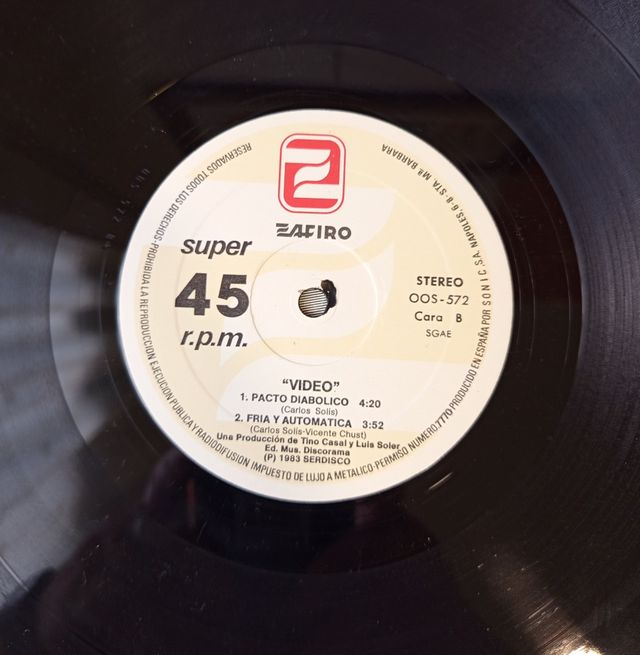 ZAFIRO
super
45
r.p.m.
STEREO
OOS-572
Cara B
SGAE
"VIDEO"
1. PACTO DIABOLICO 4:20
(Carlos Solís)
2. FRIA Y AUTOMATICA 3:52
(Carlos Solís-Vicente Chust)
Una Producción de Tino Casal y Luis Soler
Ed. Mus. Discorama
(P) 1983 SERDISCO
RESERVADOS TODOS LOS DERECHOS-PROHIBIDA LA REPRODUCCION EJECUCION PUBLICA Y RADIODIFUSION IMPUESTO DE LUJO A METALICO-PERMISO NUMERO 7770 PRODUCIDO EN ESPAÑA POR SONIC, S.A. NAPOLES, 6-8-STA. Mª BARBARA